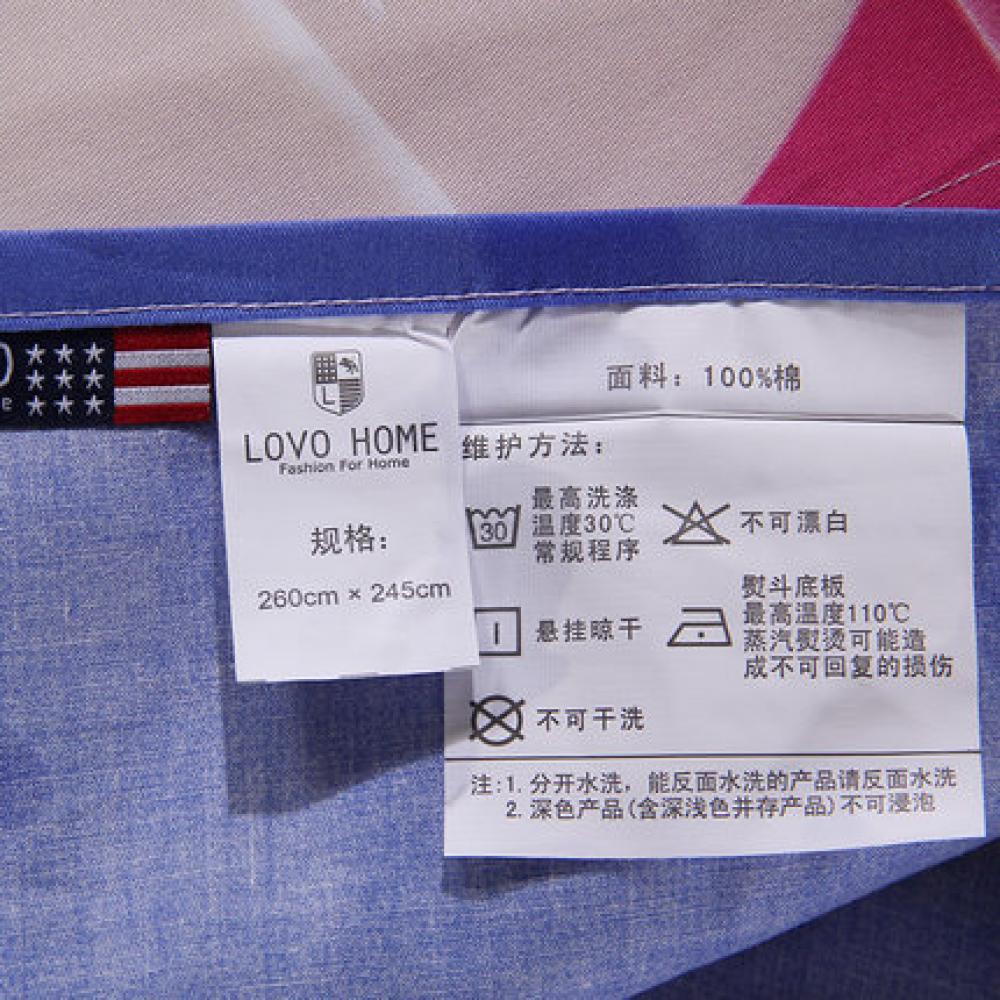 L
LOVO HOME
Fashion For Home
规格：
260cm × 245cm
面料：100%棉
维护方法：
30
最高洗涤
温度30℃
常规程序
不可漂白
悬挂晾干
熨斗底板
最高温度110℃
蒸汽熨烫可能造
成不可回复的损伤
不可干洗
注:1. 分开水洗，能反面水洗的产品请反面水洗
2. 深色产品(含深浅色并存产品)不可浸泡